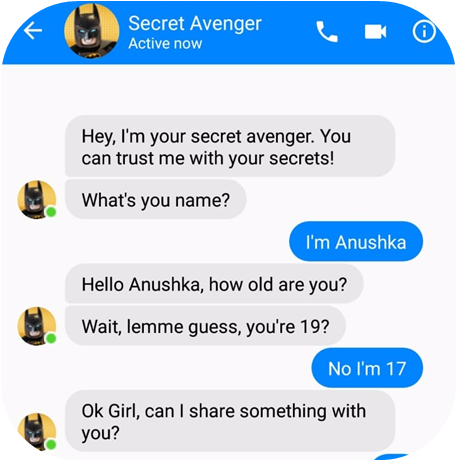 Secret Avenger
Active now
Hey, I'm your secret avenger. You
can trust me with your secrets!
What's you name?
I'm Anushka
Hello Anushka, how old are you?
Wait, lemme guess, you're 19?
No I'm 17
Ok Girl, can I share something with
you?